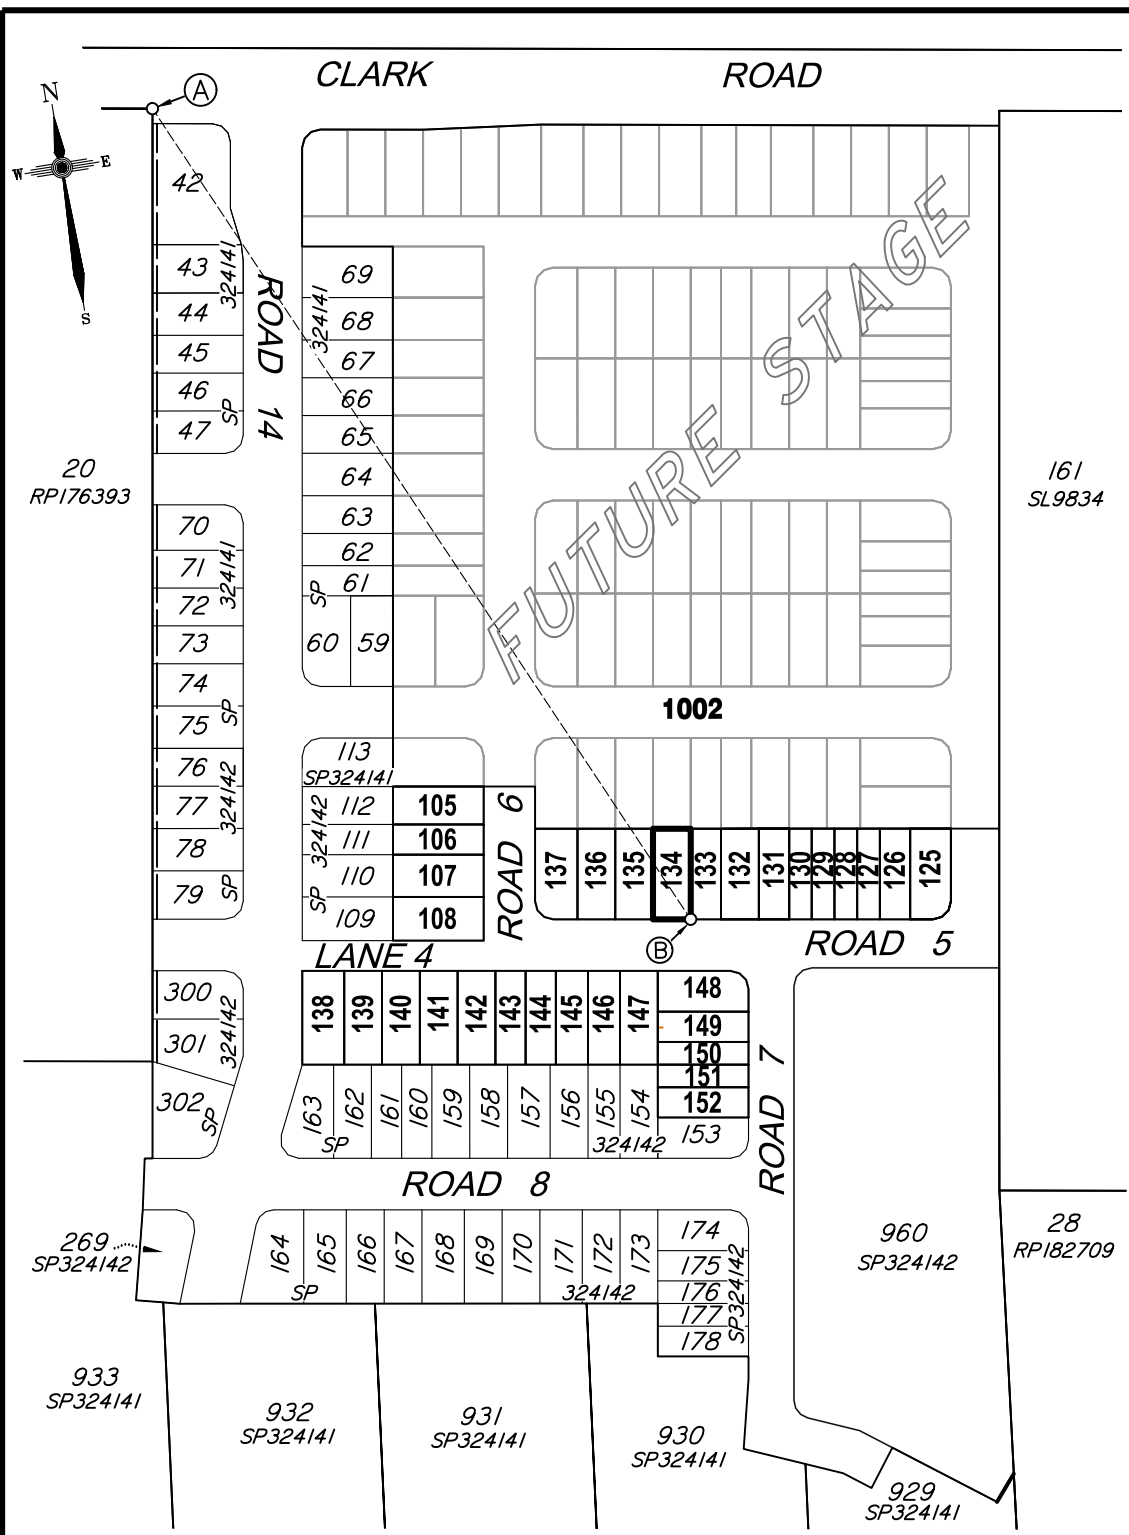 CLARK ROAD
A
N
W E
S
42
43
44
45
46
47
324141
SP
ROAD 14
69
68
67
66
65
64
63
62
61
60 59
324141
SP
FUTURE STAGE
20
RP176393
161
SL9834
70
71
72
73
74
75
76
77
78
79
324141
SP
324142
SP
1002
113
SP324141
112
111
110
109
324142
SP
105
106
107
108
ROAD 6
137 136 135 134 133 132 131 130 129 128 127 126 125
B
ROAD 5
LANE 4
300
301
302
324142
SP
138 139 140 141 142 143 144 145 146 147
148
149
150
151
152
153
163 162 161 160 159 158 157 156 155 154
SP 324142
ROAD 7
ROAD 8
269
SP324142
164 165 166 167 168 169 170 171 172 173
SP 324142
174
175
176
177
178
SP324142
960
SP324142
28
RP182709
933
SP324141
932
SP324141
931
SP324141
930
SP324141
929
SP324141